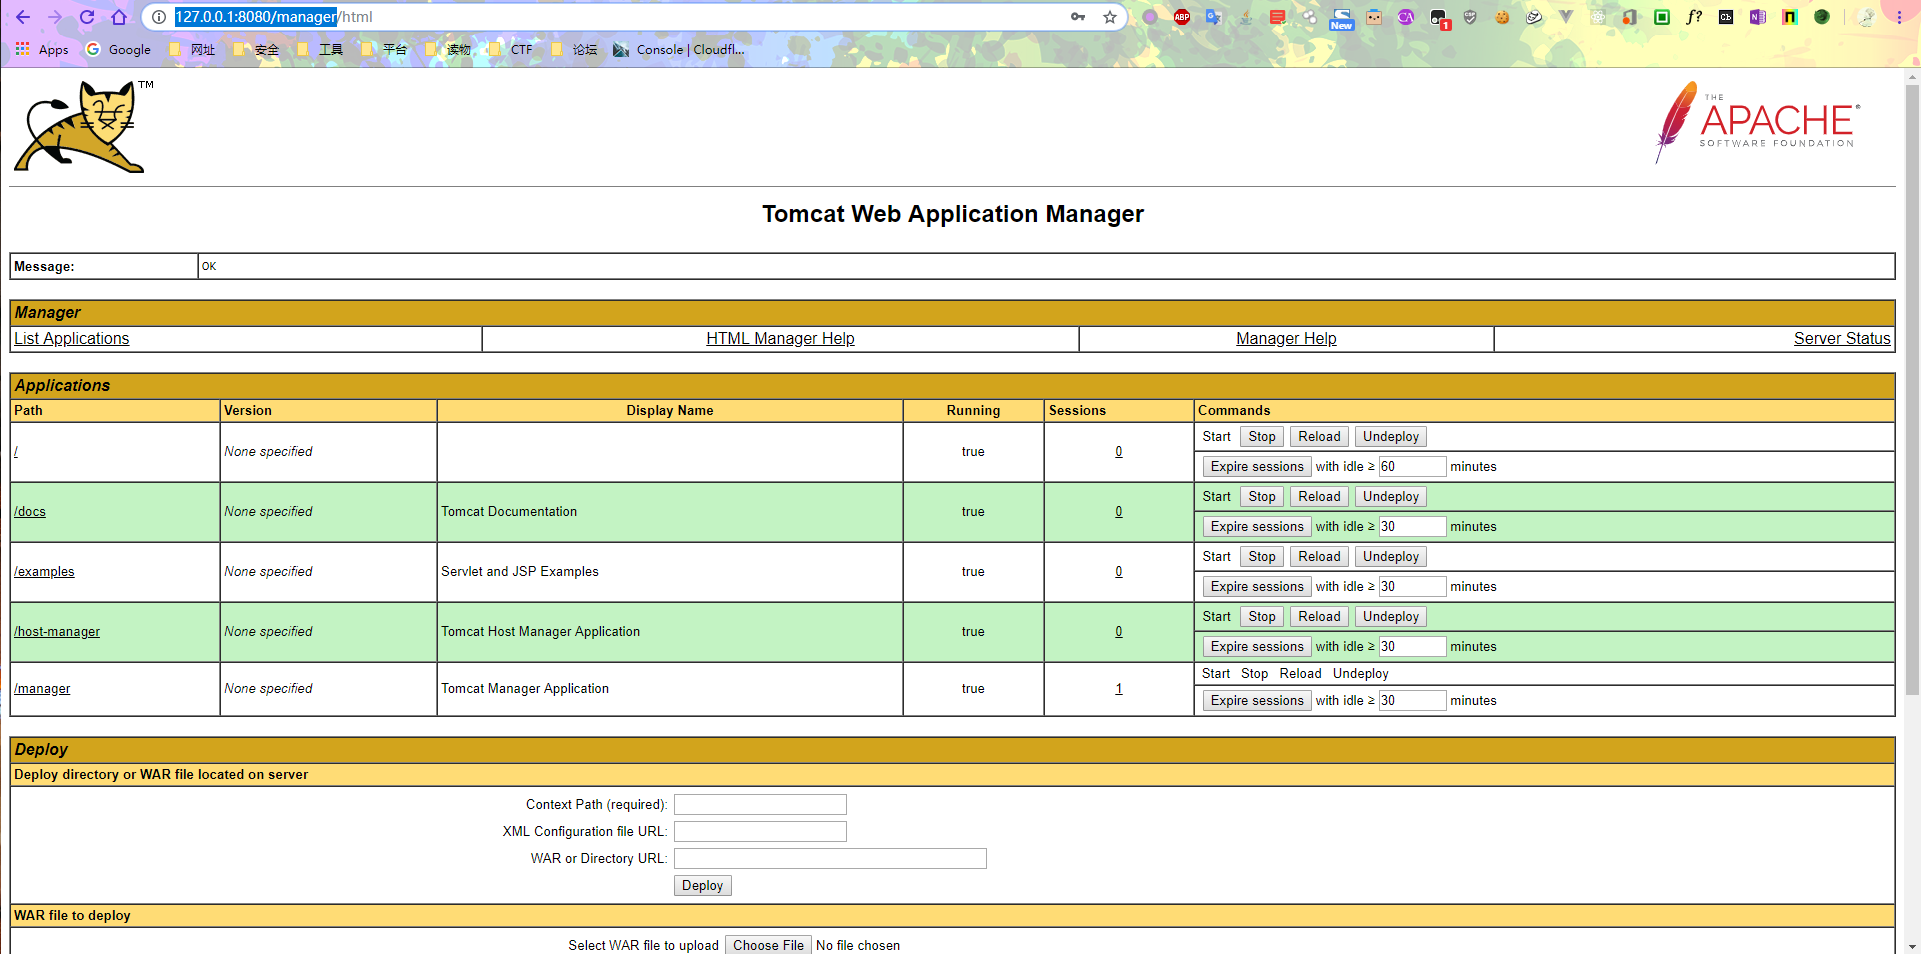 127.0.0.1:8080/manager/html
ABP
New
CA
1
CSP
f?
Cb
N
Apps Google 网址 安全 工具 平台 读物 CTF 论坛 Console | Cloudfl...
TM
THE
APACHE®
SOFTWARE FOUNDATION
Tomcat Web Application Manager
Message: OK
Manager
List Applications HTML Manager Help Manager Help Server Status
Applications
Path Version Display Name Running Sessions Commands
/ None specified true 0 Start Stop Reload Undeploy
Expire sessions with idle ≥ 60 minutes
/docs None specified Tomcat Documentation true 0 Start Stop Reload Undeploy
Expire sessions with idle ≥ 30 minutes
/examples None specified Servlet and JSP Examples true 0 Start Stop Reload Undeploy
Expire sessions with idle ≥ 30 minutes
/host-manager None specified Tomcat Host Manager Application true 0 Start Stop Reload Undeploy
Expire sessions with idle ≥ 30 minutes
/manager None specified Tomcat Manager Application true 1 Start Stop Reload Undeploy
Expire sessions with idle ≥ 30 minutes
Deploy
Deploy directory or WAR file located on server
Context Path (required):
XML Configuration file URL:
WAR or Directory URL:
Deploy
WAR file to deploy
Select WAR file to upload Choose File No file chosen